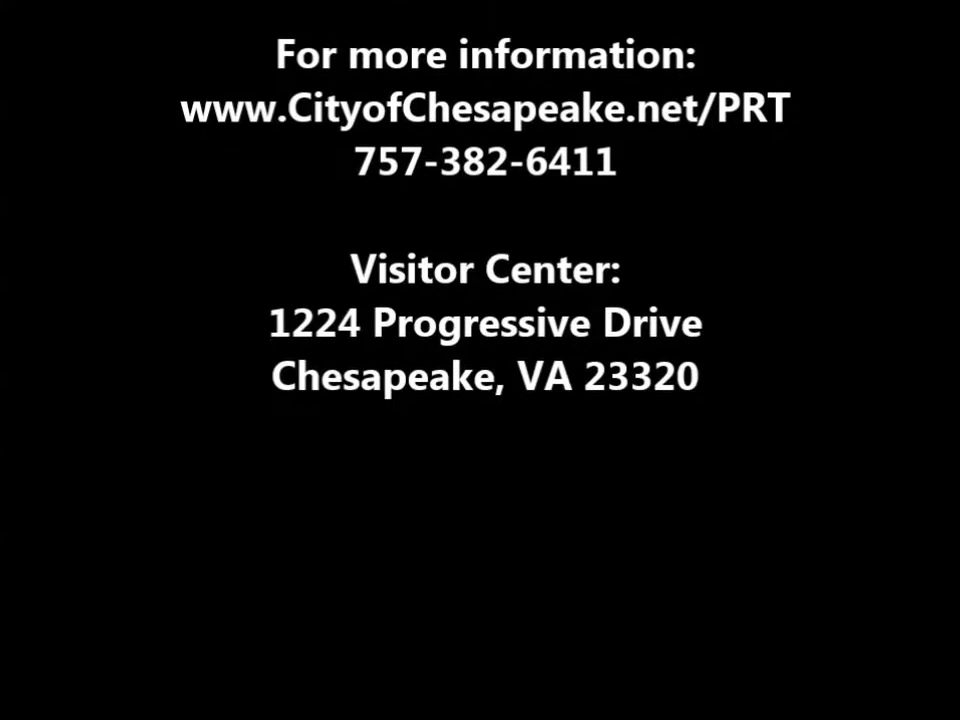 For more information:
www.CityofChesapeake.net/PRT
757-382-6411
Visitor Center:
1224 Progressive Drive
Chesapeake, VA 23320